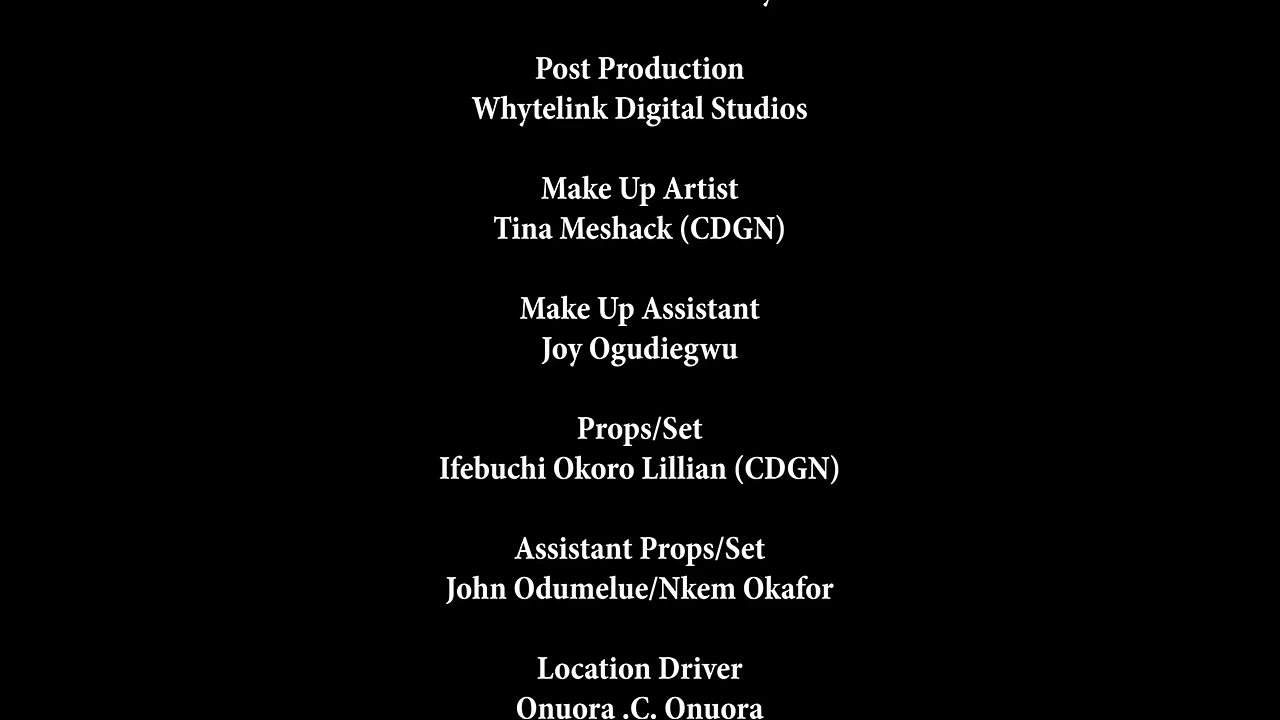 Post Production
Whytelink Digital Studios
Make Up Artist
Tina Meshack (CDGN)
Make Up Assistant
Joy Ogudiegwu
Props/Set
Ifebuchi Okoro Lillian (CDGN)
Assistant Props/Set
John Odumelue/Nkem Okafor
Location Driver
Onuora .C. Onuora